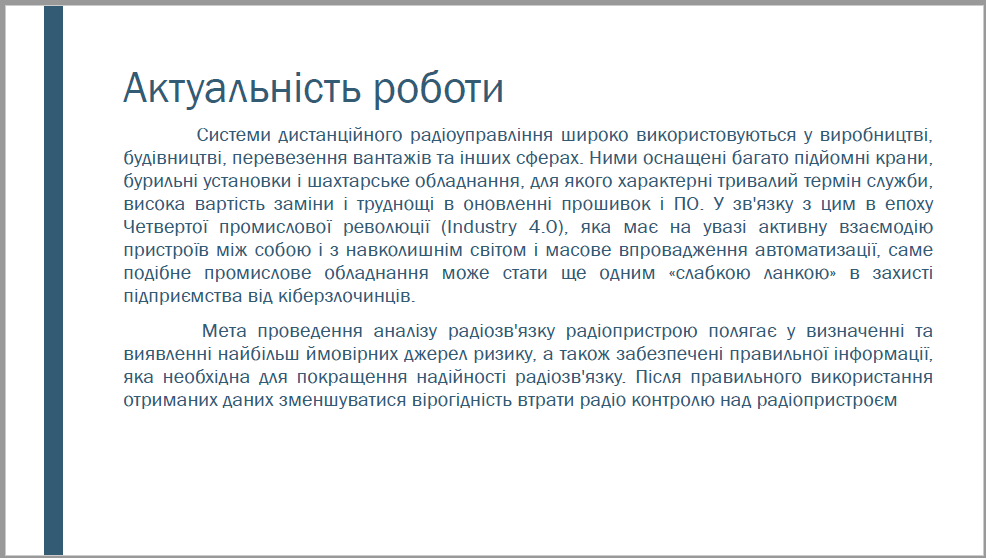 Актуальність роботи
Системи дистанційного радіоуправління широко використовуються у виробництві,
будівництві, перевезення вантажів та інших сферах. Ними оснащені багато підйомні крани,
бурильні установки і шахтарське обладнання, для якого характерні тривалий термін служби,
висока вартість заміни і труднощі в оновленні прошивок і ПО. У зв'язку з цим в епоху
Четвертої промислової революції (Industry 4.0), яка має на увазі активну взаємодію
пристроїв між собою і з навколишнім світом і масове впровадження автоматизації, саме
подібне промислове обладнання може стати ще одним «слабкою ланкою» в захисті
підприємства від кіберзлочинців.
Мета проведення аналізу радіозв'язку радіопристрою полягає у визначенні та
виявленні найбільш ймовірних джерел ризику, а також забезпечені правильної інформації,
яка необхідна для покращення надійності радіозв'язку. Після правильного використання
отриманих даних зменшуватися вірогідність втрати радіо контролю над радіопристроєм